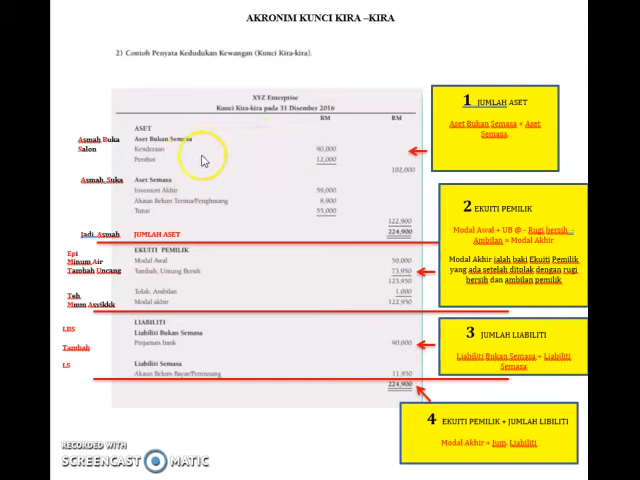 AKRONIM KUNCI KIRA –KIRA
2) Contoh Penyata Kedudukan Kewangan (Kunci Kira-kira).
XYZ Enterprise
Kunci Kira-kira pada 31 Disember 2016
RM RM
ASET
Asmah Buka Salon
Aset Bukan Semasa
Kenderaan 90,000
Perabot 12,000
102,000
Asmah Suka
Aset Semasa
Inventori Akhir 59,000
Akaun Belum Terima/Penghutang 8,900
Tunai 55,000
122,900
Jadi Asmah
JUMLAH ASET 224,900
Epi
EKUITI PEMILIK
Minum Air
Modal Awal 50,000
Tambah Uncang
Tambah: Untung Bersih 73,950
123,950
Teh
Tolak: Ambilan 1,000
Mmm Asyikkk
Modal akhir 122,950
LIABILITI
LBS
Liabiliti Bukan Semasa
Pinjaman bank 90,000
Tambah
LS
Liabiliti Semasa
Akaun Belum Bayar/Pemiutang 11,950
224,900
1 JUMLAH ASET
Aset Bukan Semasa + Aset
Semasa.
2 EKUITI PEMILIK
Modal Awal + UB @ - Rugi bersih –
Ambilan = Modal Akhir
Modal Akhir ialah baki Ekuiti Pemilik
yang ada setelah ditolak dengan rugi
bersih dan ambilan pemilik
3 JUMLAH LIABILITI
Liabiliti Bukan Semasa + Liabiliti
Semasa
4 EKUITI PEMILIK + JUMLAH LIBILITI
Modal Akhir + Jum. Liabiliti
RECORDED WITH
SCREENCAST MATIC